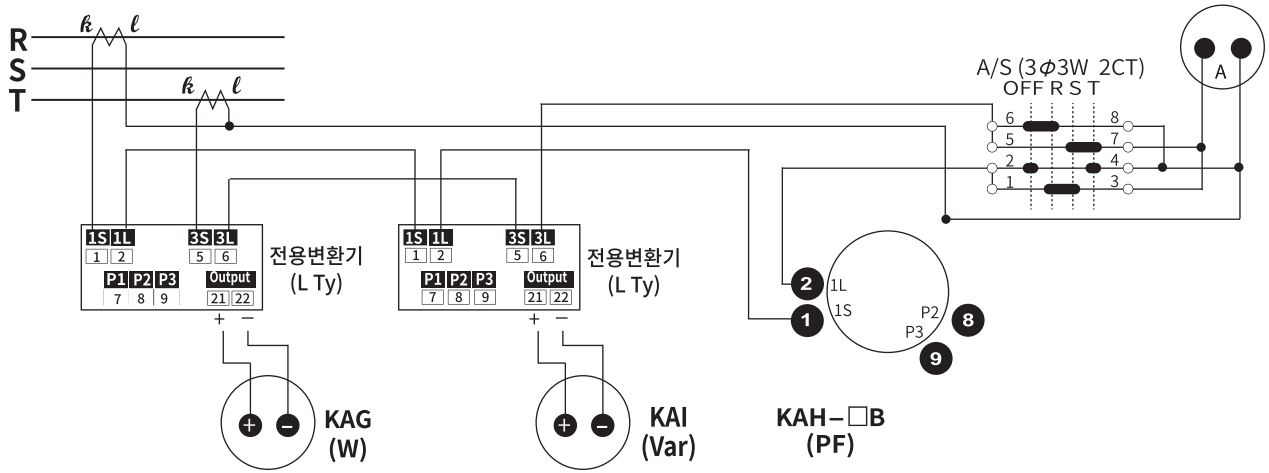 k l
R
S
k l
T
A
A/S (3Φ3W 2CT)
OFF R S T
6 8
5 7
2 4
1 3
1S 1L 3S 3L
1 2 5 6
P1 P2 P3 Output
7 8 9 21 22
+ −
전용변환기
(L Ty)
1S 1L 3S 3L
1 2 5 6
P1 P2 P3 Output
7 8 9 21 22
+ −
전용변환기
(L Ty)
2 1L
1 1S
P2 8
P3
9
+ −
KAG
(W)
+ −
KAI
(Var)
KAH−□B
(PF)